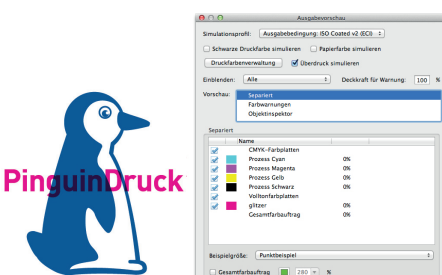 PinguinDruck
Ausgabevorschau
Simulationsprofil: Ausgabebedingung: ISO Coated v2 (ECI)
Schwarze Druckfarbe simulieren Papierfarbe simulieren
Druckfarbenverwaltung Überdruck simulieren
Einblenden: Alle Deckkraft für Warnung: 100 %
Vorschau: Separiert
Farbwarnungen
Objektinspektor
Separiert
Name
CMYK-Farbplatten
Prozess Cyan 0%
Prozess Magenta 0%
Prozess Gelb 0%
Prozess Schwarz 0%
Volltonfarbplatten
glitzer 0%
Gesamtfarbauftrag 0%
Beispielgröße: Punktbeispiel
Gesamtfarbauftrag 280 %